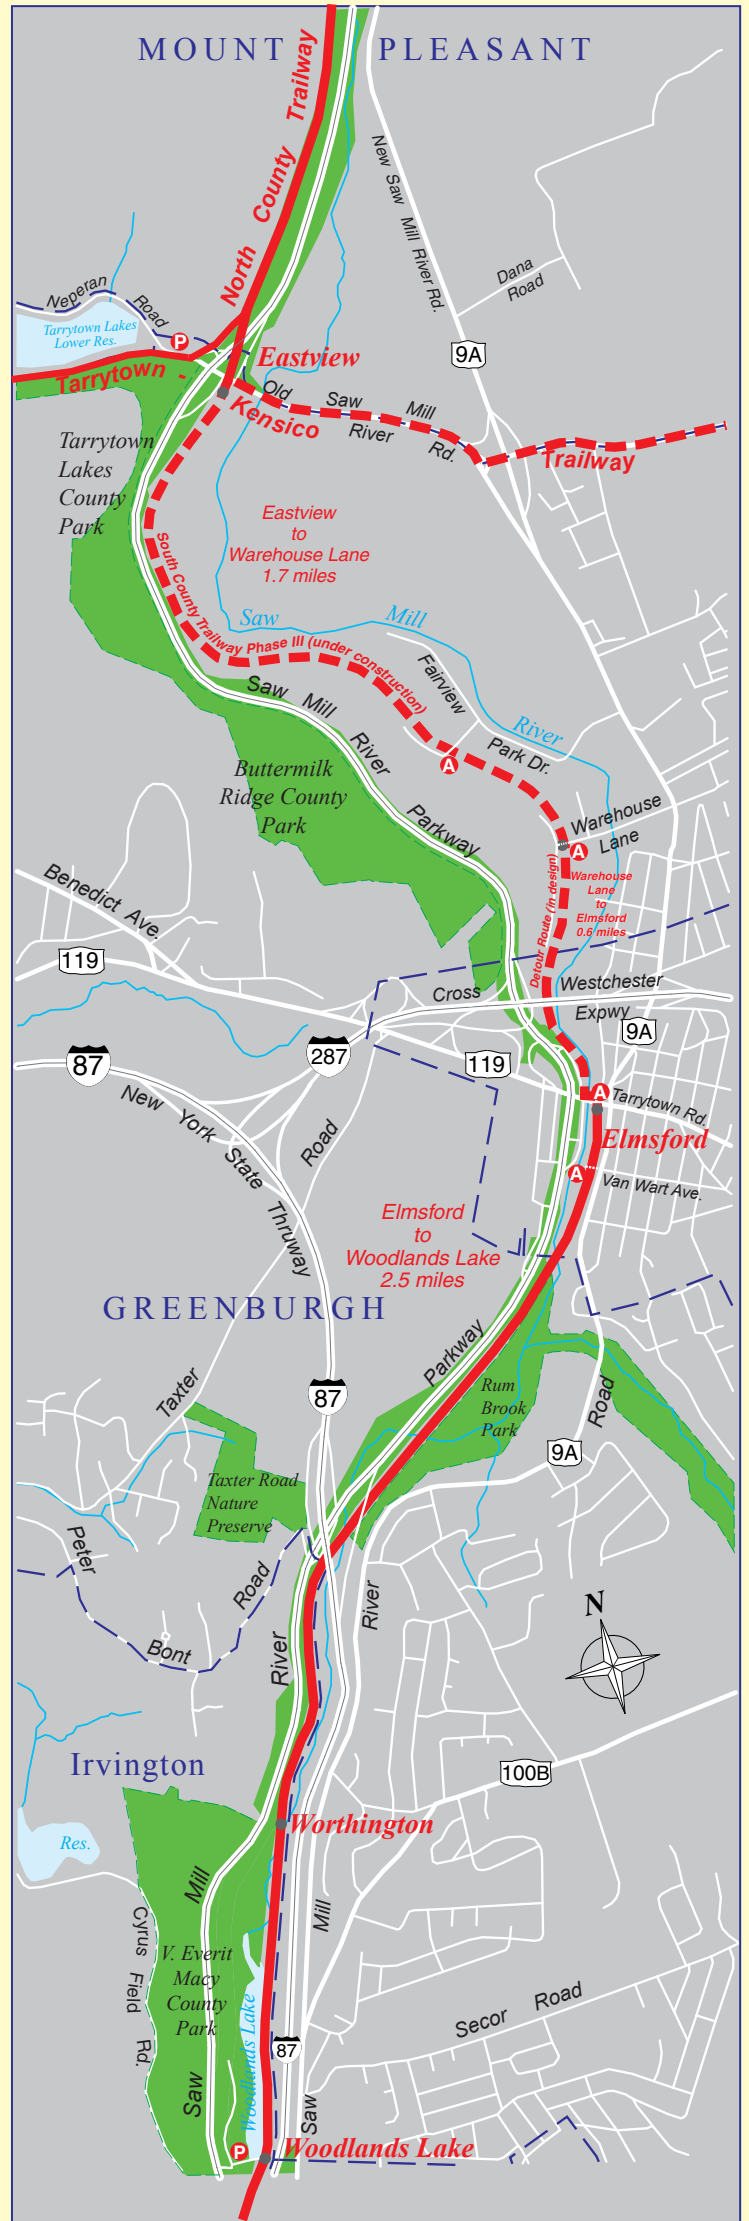 MOUNT PLEASANT
North County Trailway
New Saw Mill River Rd.
Dana
Road
Neperan Road
Tarrytown Lakes
Lower Res.
P
9A
Eastview
Tarrytown -
Kensico
Old Saw Mill
River Rd.
Trailway
Tarrytown
Lakes
County
Park
Eastview
to
Warehouse Lane
1.7 miles
South County Trailway Phase III (under construction)
Saw Mill River
Fairview
Park Dr.
A
Saw Mill River Parkway
Buttermilk
Ridge County
Park
Warehouse
Lane
A
Warehouse
Lane
to
Elmsford
0.6 miles
Detour Route (in design)
Benedict Ave.
119
Cross Westchester
Expwy
9A
287
119
87
A
Tarrytown Rd.
New York State Thruway
Road
Elmsford
A
Van Wart Ave.
Elmsford
to
Woodlands Lake
2.5 miles
GREENBURGH
Parkway
87
Taxter
Rum
Brook
Park
Road
9A
Taxter Road
Nature
Preserve
Peter
Bont
Road
River
River
N
Irvington
100B
Worthington
Res.
Mill
Mill
Cyrus Field Rd.
V. Everit
Macy
County
Park
Woodlands Lake
Secor Road
87
Saw
Saw
P
Woodlands Lake